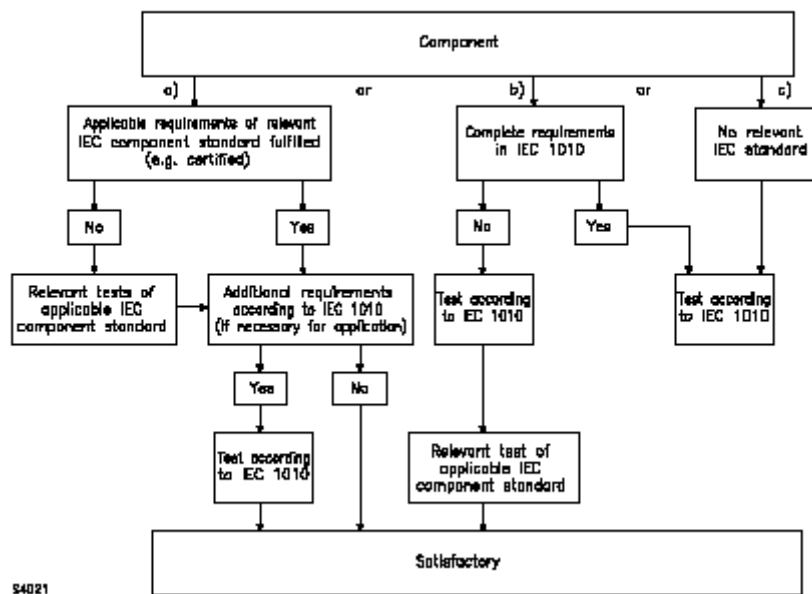 Component
a)
or
b)
or
c)
Applicable requirements of relevant
IEC component standard fulfilled
(e.g. certified)
Complete requirements
in IEC 1010
No relevant
IEC standard
No
Yes
No
Yes
Relevant tests of
applicable IEC
component standard
Additional requirements
according to IEC 1010
(if necessary for application)
Test according
to IEC 1010
Test according
to IEC 1010
Yes
No
Test according
to IEC 1010
Relevant test of
applicable IEC
component standard
Satisfactory
S4021